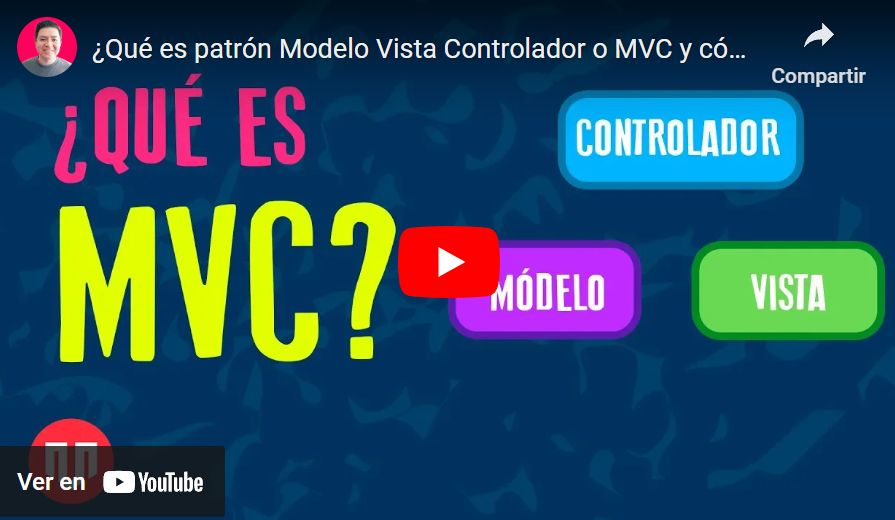 ¿Qué es patrón Modelo Vista Controlador o MVC y có...
Compartir
¿QUÉ ES
MVC?
CONTROLADOR
MÓDELO
VISTA
Ver en YouTube